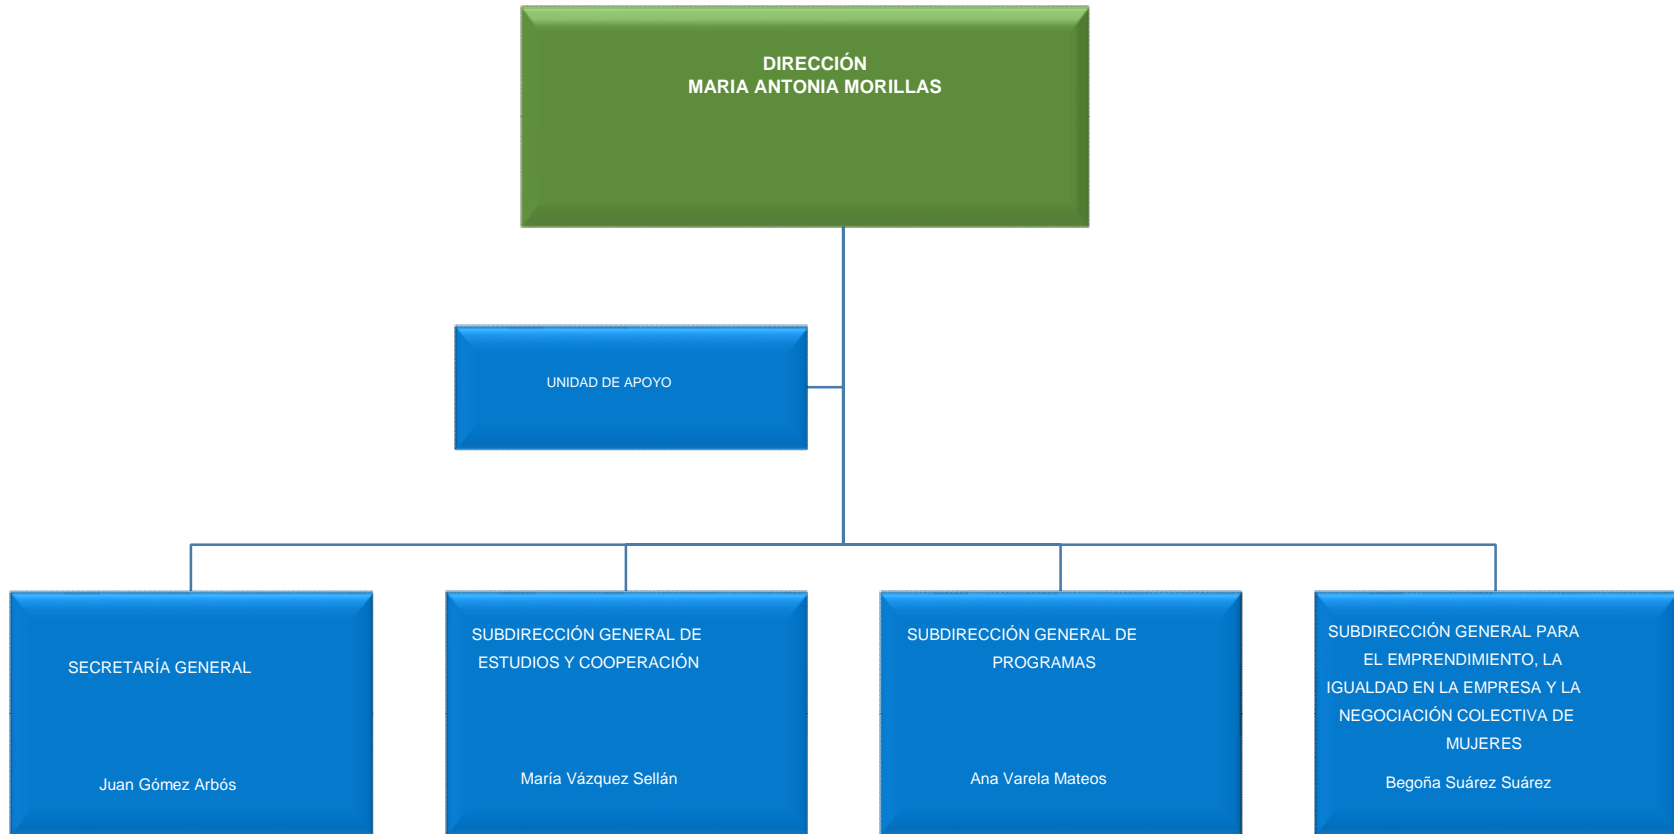 DIRECCIÓN
MARIA ANTONIA MORILLAS
UNIDAD DE APOYO
SECRETARÍA GENERAL
Juan Gómez Arbós
SUBDIRECCIÓN GENERAL DE
ESTUDIOS Y COOPERACIÓN
María Vázquez Sellán
SUBDIRECCIÓN GENERAL DE
PROGRAMAS
Ana Varela Mateos
SUBDIRECCIÓN GENERAL PARA
EL EMPRENDIMIENTO, LA
IGUALDAD EN LA EMPRESA Y LA
NEGOCIACIÓN COLECTIVA DE
MUJERES
Begoña Suárez Suárez